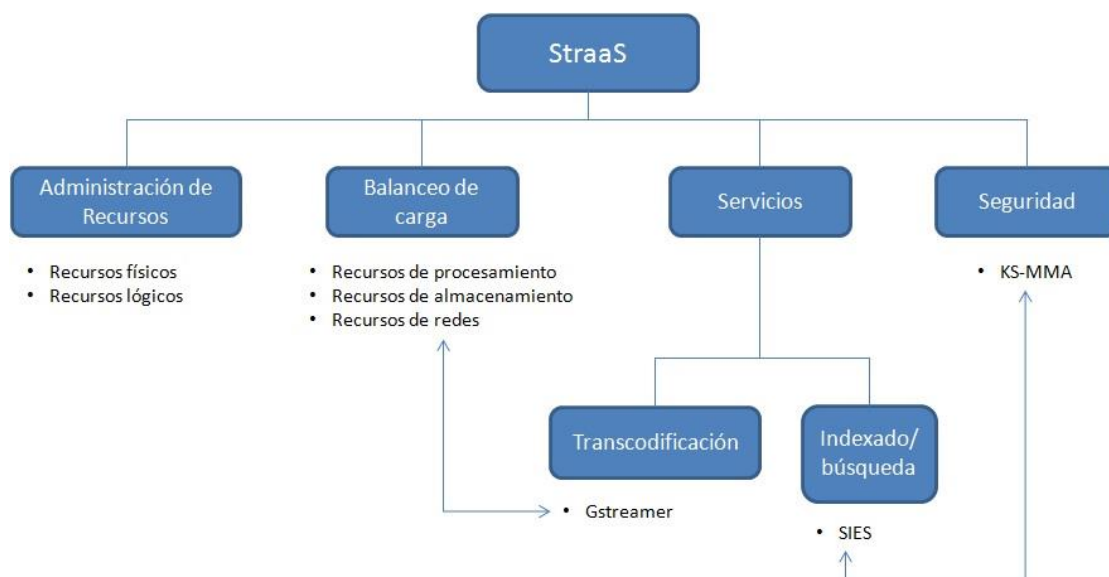 StraaS
Administración de
Recursos
Balanceo de
carga
Servicios
Seguridad
• Recursos físicos
• Recursos lógicos
• Recursos de procesamiento
• Recursos de almacenamiento
• Recursos de redes
• KS-MMA
Transcodificación
Indexado/
búsqueda
• Gstreamer
• SIES